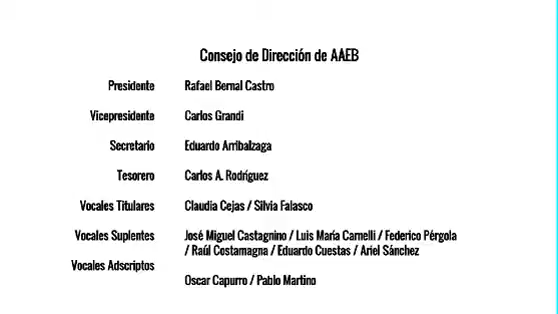 Consejo de Dirección de AAEB
Presidente Rafael Bernal Castro
Vicepresidente Carlos Grandi
Secretario Eduardo Arribalzaga
Tesorero Carlos A. Rodríguez
Vocales Titulares Claudia Cejas / Silvia Falasco
Vocales Suplentes José Miguel Castagnino / Luis María Carnelli / Federico Pérgola
/ Raúl Costamagna / Eduardo Cuestas / Ariel Sánchez
Vocales Adscriptos
Oscar Capurro / Pablo Martino